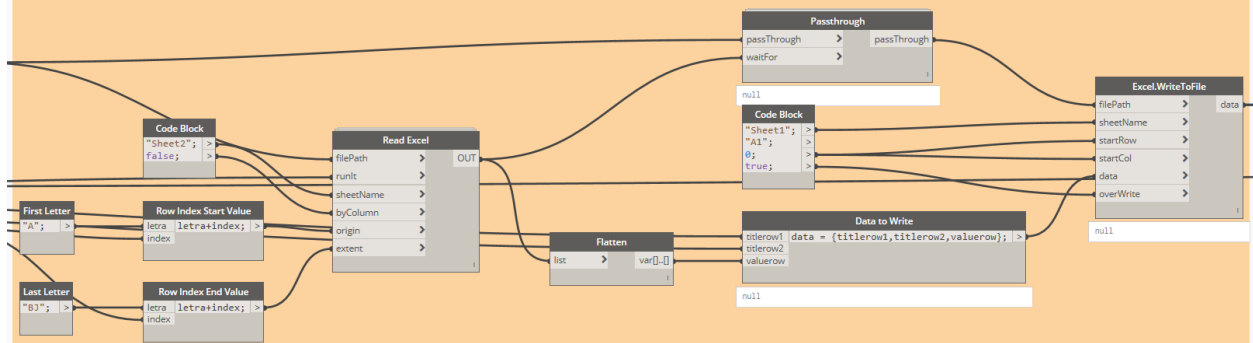 Passthrough
passThrough > passThrough
waitFor >
null
Code Block
"Sheet2"; >
false; >
Read Excel
filePath > OUT
runIt >
sheetName >
byColumn >
origin >
extent >
Code Block
"Sheet1"; >
"A1"; >
0; >
true; >
Excel.WriteToFile
filePath > data
sheetName >
startRow >
startCol >
data >
overWrite >
null
First Letter
"A"; >
Row Index Start Value
letra letra+index; >
index
Flatten
list > var[]..[]
Data to Write
titlerow1 data = {titlerow1,titlerow2,valuerow}; >
titlerow2
valuerow
null
Last Letter
"BJ"; >
Row Index End Value
letra letra+index; >
index